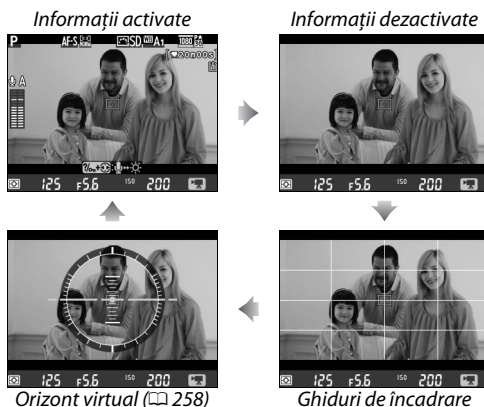 Informații activate
Informații dezactivate
P AF-S SD A1 1080
[20m00s]
A
125 F5.6 ISO 200
125 F5.6 ISO 200
125 F5.6 ISO 200
125 F5.6 ISO 200
Orizont virtual (258)
Ghiduri de încadrare